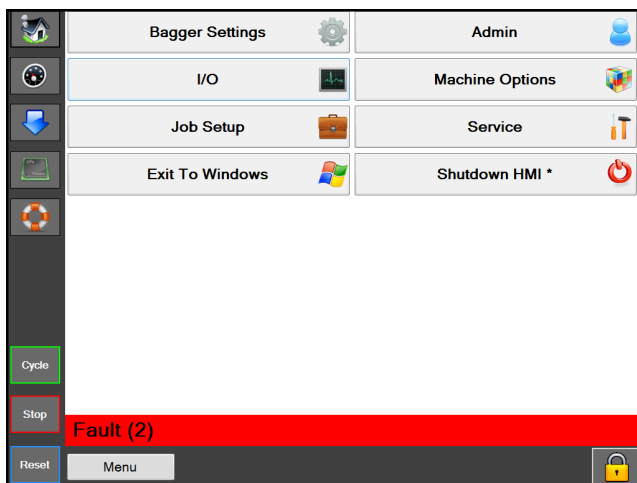 Bagger Settings
Admin
I/O
Machine Options
Job Setup
Service
Exit To Windows
Shutdown HMI *
Cycle
Stop
Fault (2)
Reset
Menu